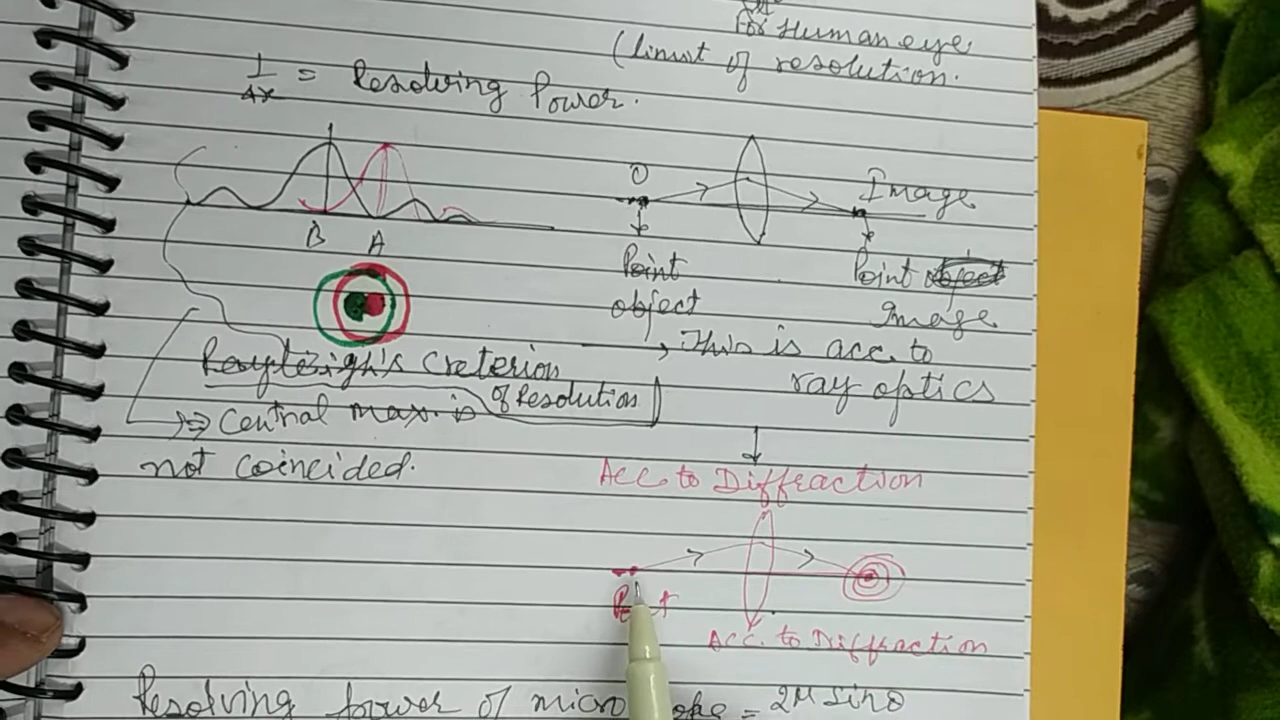 For Human eye
(limit of resolution.
1/Δx = Resolving Power.
O
Image
B A
Point
object
Point
Image
→ This is acc. to
ray optics
Rayleigh's Creterion
of Resolution
→ ⇒ Central max. is
not coincided.
Acc. to Diffraction
Acc. to Diffraction
Resolving power of micro ope = 2μ sinθ